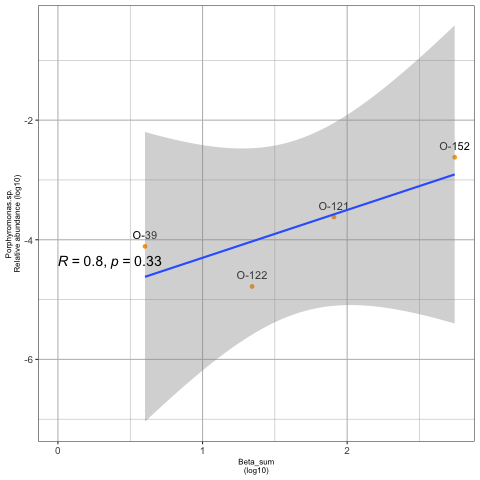 Porphyromonas.sp.
Relative abundance (log10)
-2
-4
-6
O-152
O-121
O-39
R = 0.8, p = 0.33
O-122
0
1
2
Beta_sum
(log10)